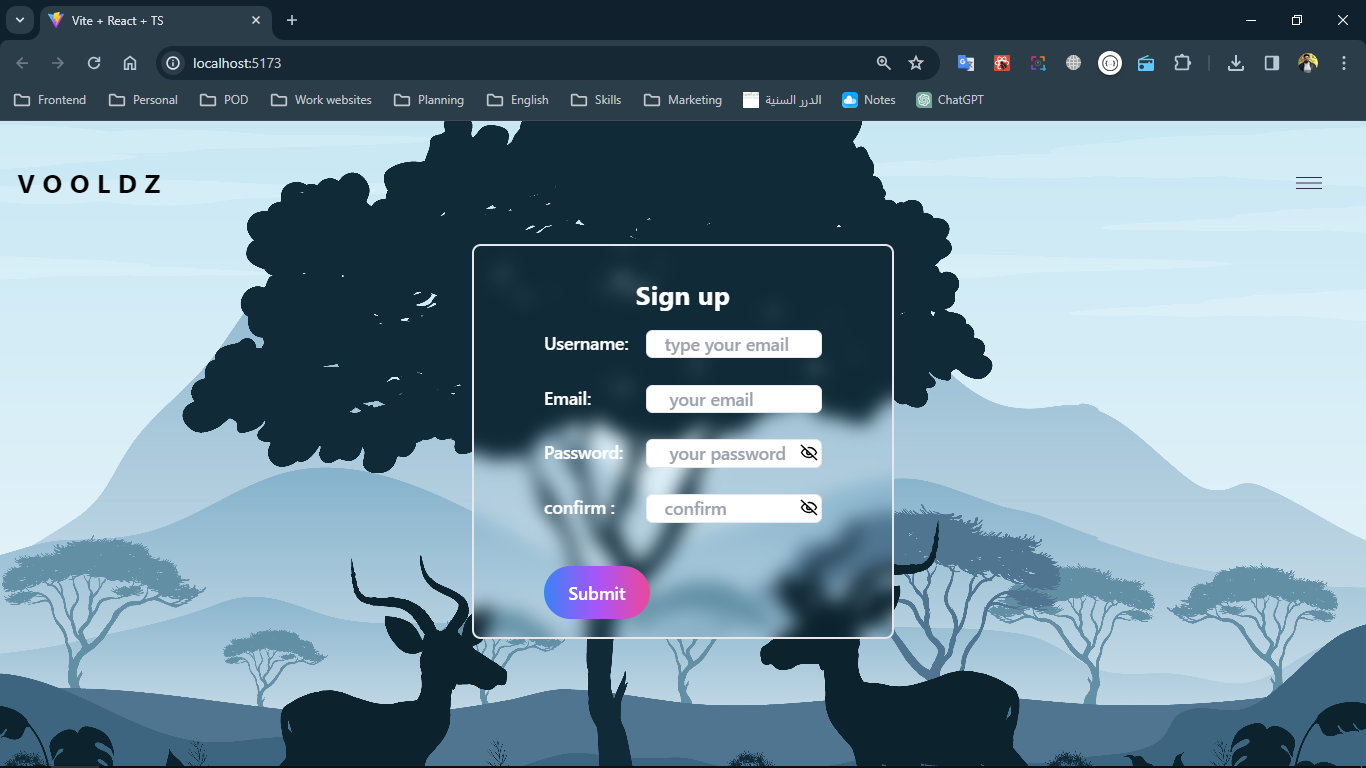 Vite + React + TS
localhost:5173
Frontend Personal POD Work websites Planning English Skills Marketing الدرر السنية Notes ChatGPT
VOOLDZ
Sign up
Username: type your email
Email: your email
Password: your password
confirm : confirm
Submit